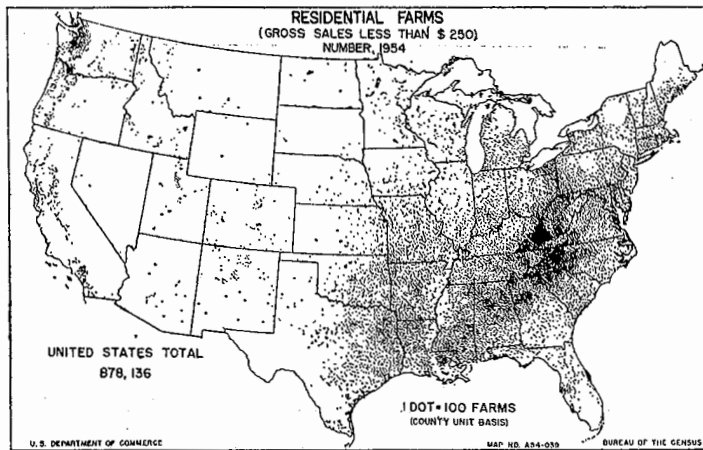 RESIDENTIAL FARMS
(GROSS SALES LESS THAN $250)
NUMBER, 1954
UNITED STATES TOTAL
878,136
1 DOT=100 FARMS
(COUNTY UNIT BASIS)
U. S. DEPARTMENT OF COMMERCE
MAP NO. A54-039
BUREAU OF THE CENSUS